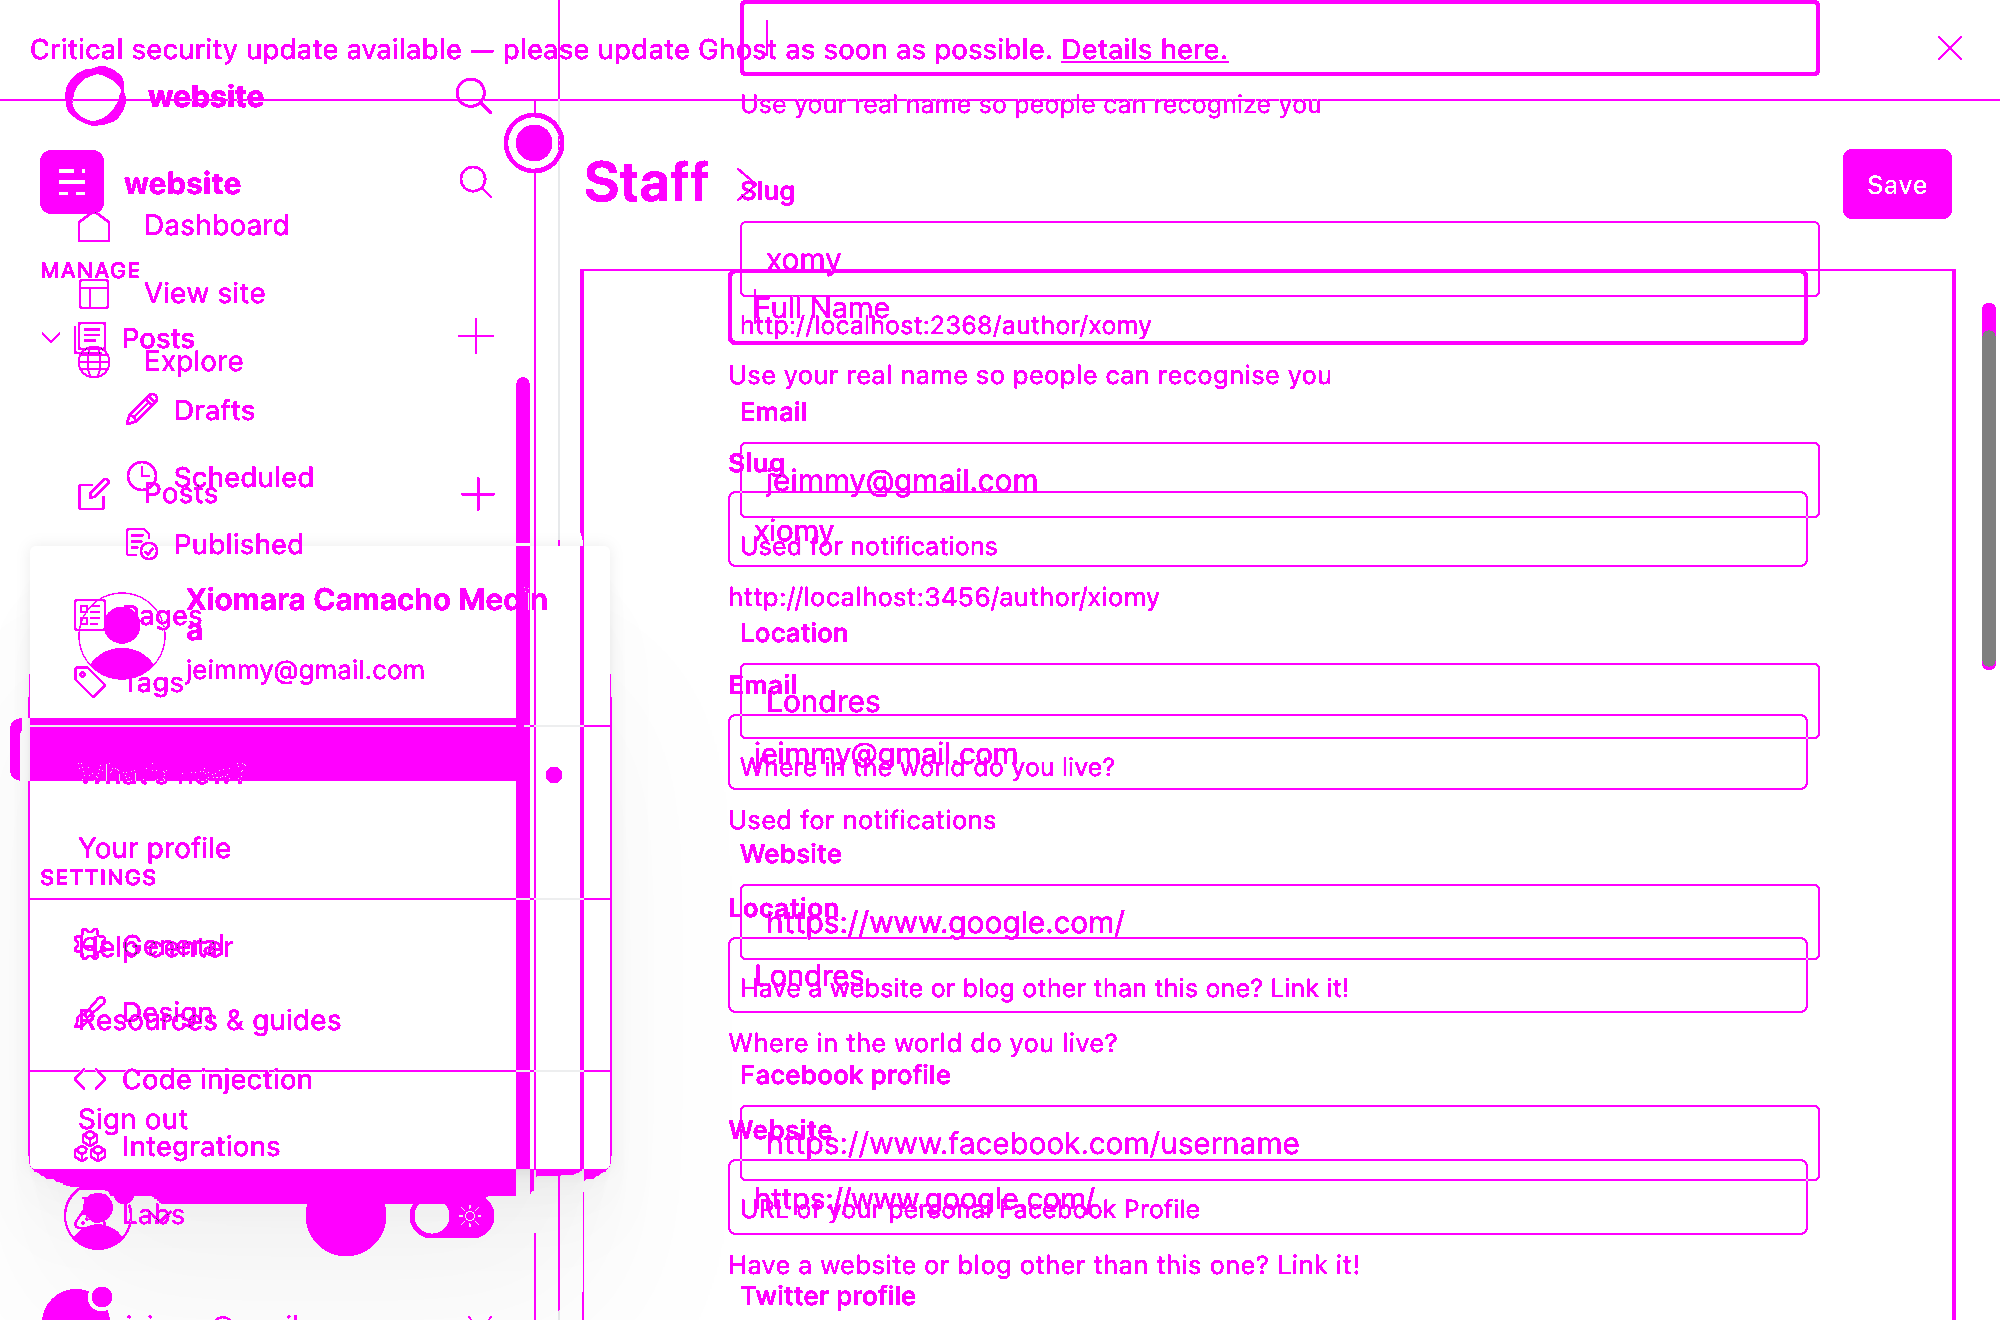 Critical security update available — please update Ghost as soon as possible. Details here.
website
Use your real name so people can recognize you
website
Staff
Slug
Save
Dashboard
MANAGE
xomy
View site
Full Name
http://localhost:2368/author/xomy
Posts
Explore
Use your real name so people can recognise you
Drafts
Email
Slug
Scheduled
jeimmy@gmail.com
Posts
xiomy
Published
Used for notifications
Xiomara Camacho Medin
a
http://localhost:3456/author/xiomy
Pages
Location
jeimmy@gmail.com
Tags
Email
Londres
What's new?
jeimmy@gmail.com
Where in the world do you live?
Used for notifications
Your profile
Website
SETTINGS
Location
https://www.google.com/
General
Help center
Londres
Have a website or blog other than this one? Link it!
Design
Resources & guides
Where in the world do you live?
Code injection
Facebook profile
Sign out
Website
Integrations
https://www.facebook.com/username
https://www.google.com/
Labs
URL of your personal Facebook Profile
Have a website or blog other than this one? Link it!
Twitter profile